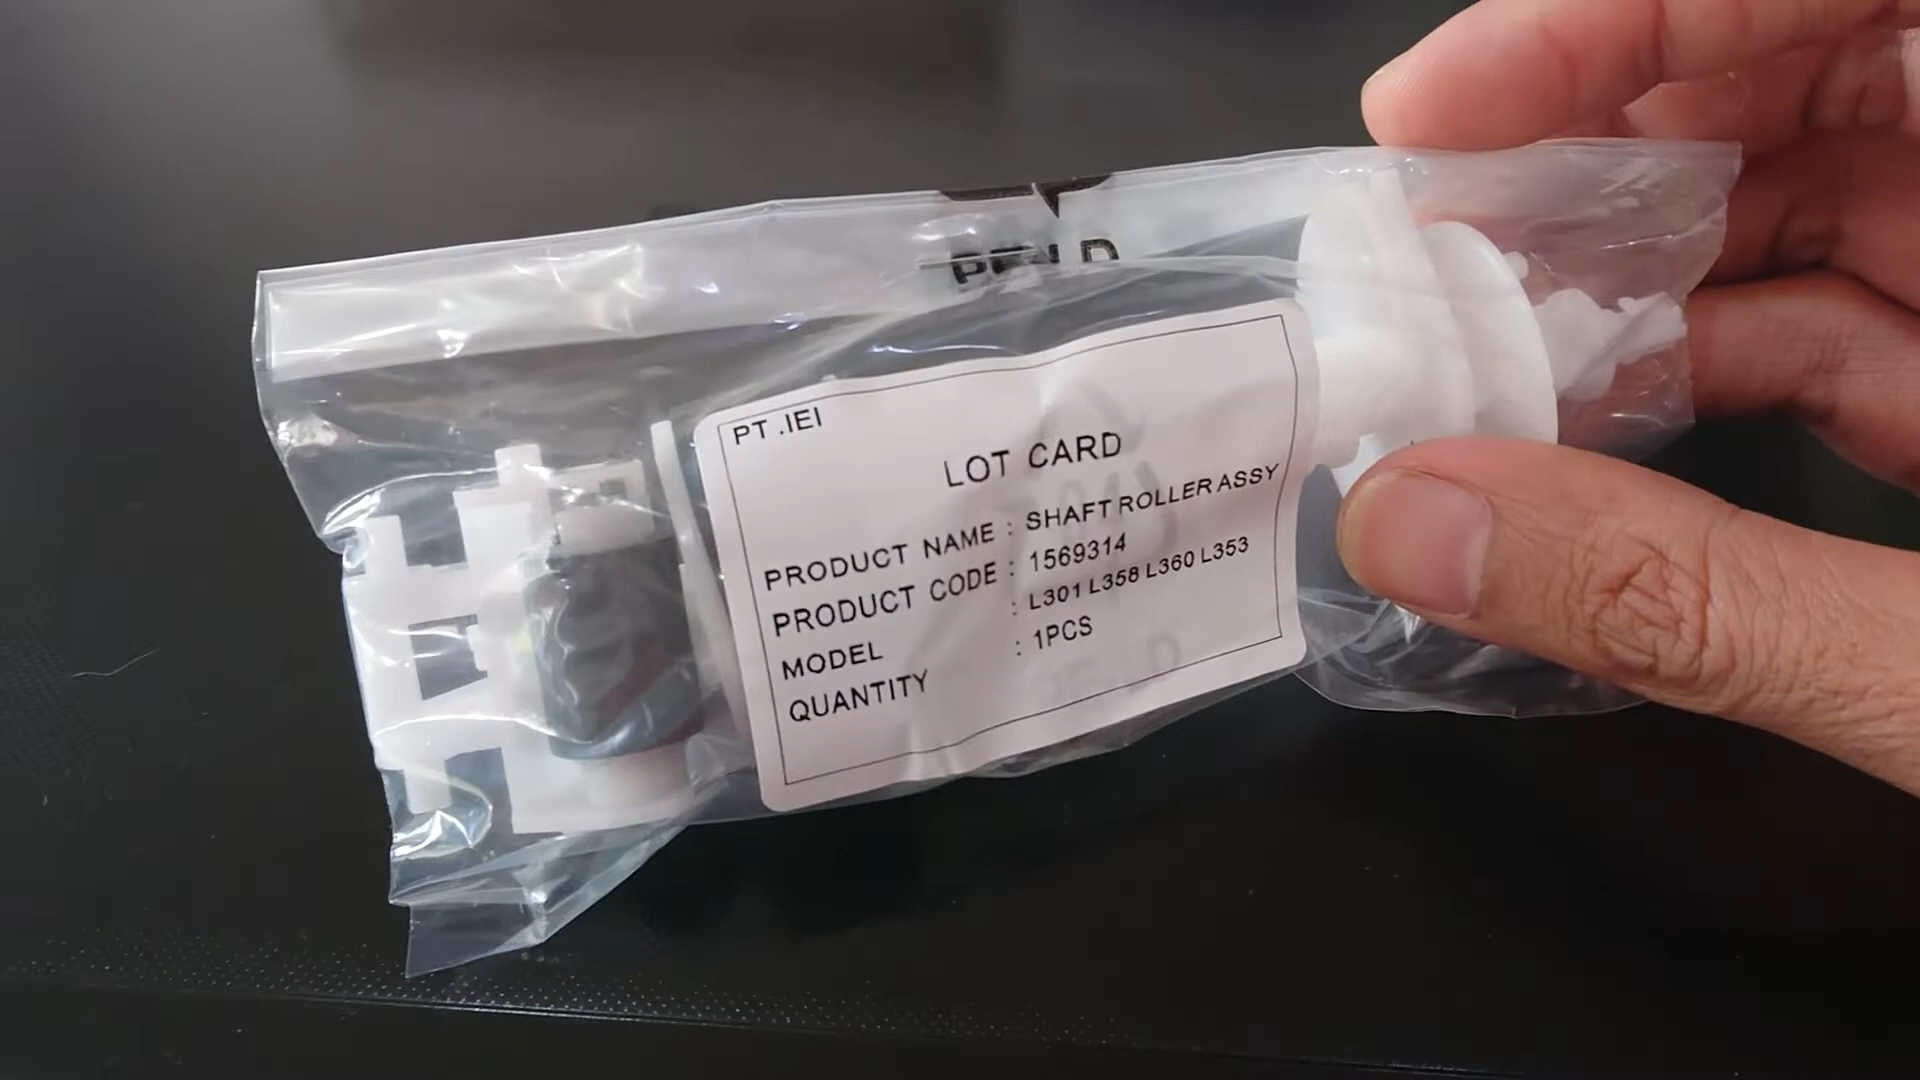 PT .IEI
LOT CARD
PRODUCT NAME : SHAFT ROLLER ASSY
PRODUCT CODE : 1569314
MODEL : L301 L358 L360 L353
QUANTITY : 1PCS